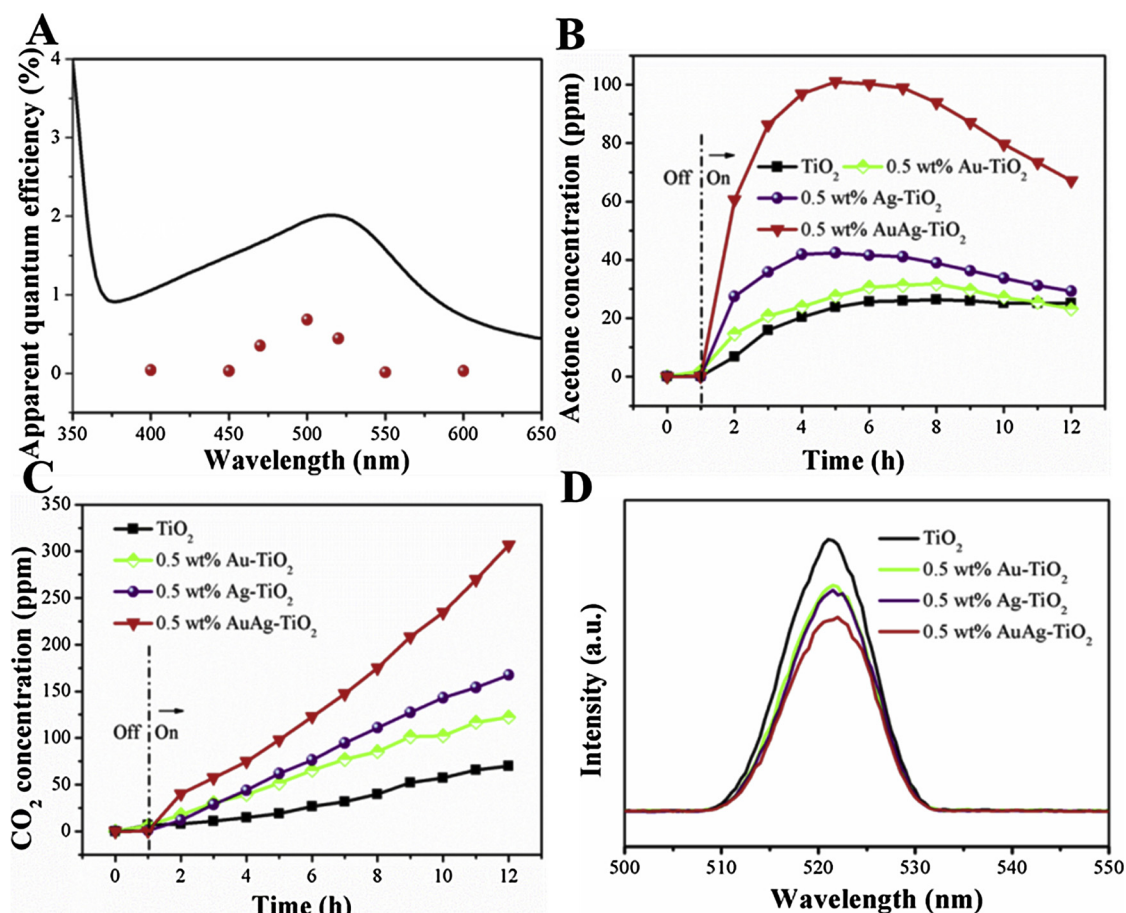 A
Apparent quantum efficiency (%)
4
3
2
1
0
350 400 450 500 550 600 650
Wavelength (nm)
B
Acetone concentration (ppm)
100
80
60
40
20
0
Off On
TiO₂ 0.5 wt% Au-TiO₂
0.5 wt% Ag-TiO₂
0.5 wt% AuAg-TiO₂
0 2 4 6 8 10 12
Time (h)
C
CO₂ concentration (ppm)
350
300
250
200
150
100
50
0
TiO₂
0.5 wt% Au-TiO₂
0.5 wt% Ag-TiO₂
0.5 wt% AuAg-TiO₂
Off On
0 2 4 6 8 10 12
Time (h)
D
Intensity (a.u.)
TiO₂
0.5 wt% Au-TiO₂
0.5 wt% Ag-TiO₂
0.5 wt% AuAg-TiO₂
500 510 520 530 540 550
Wavelength (nm)